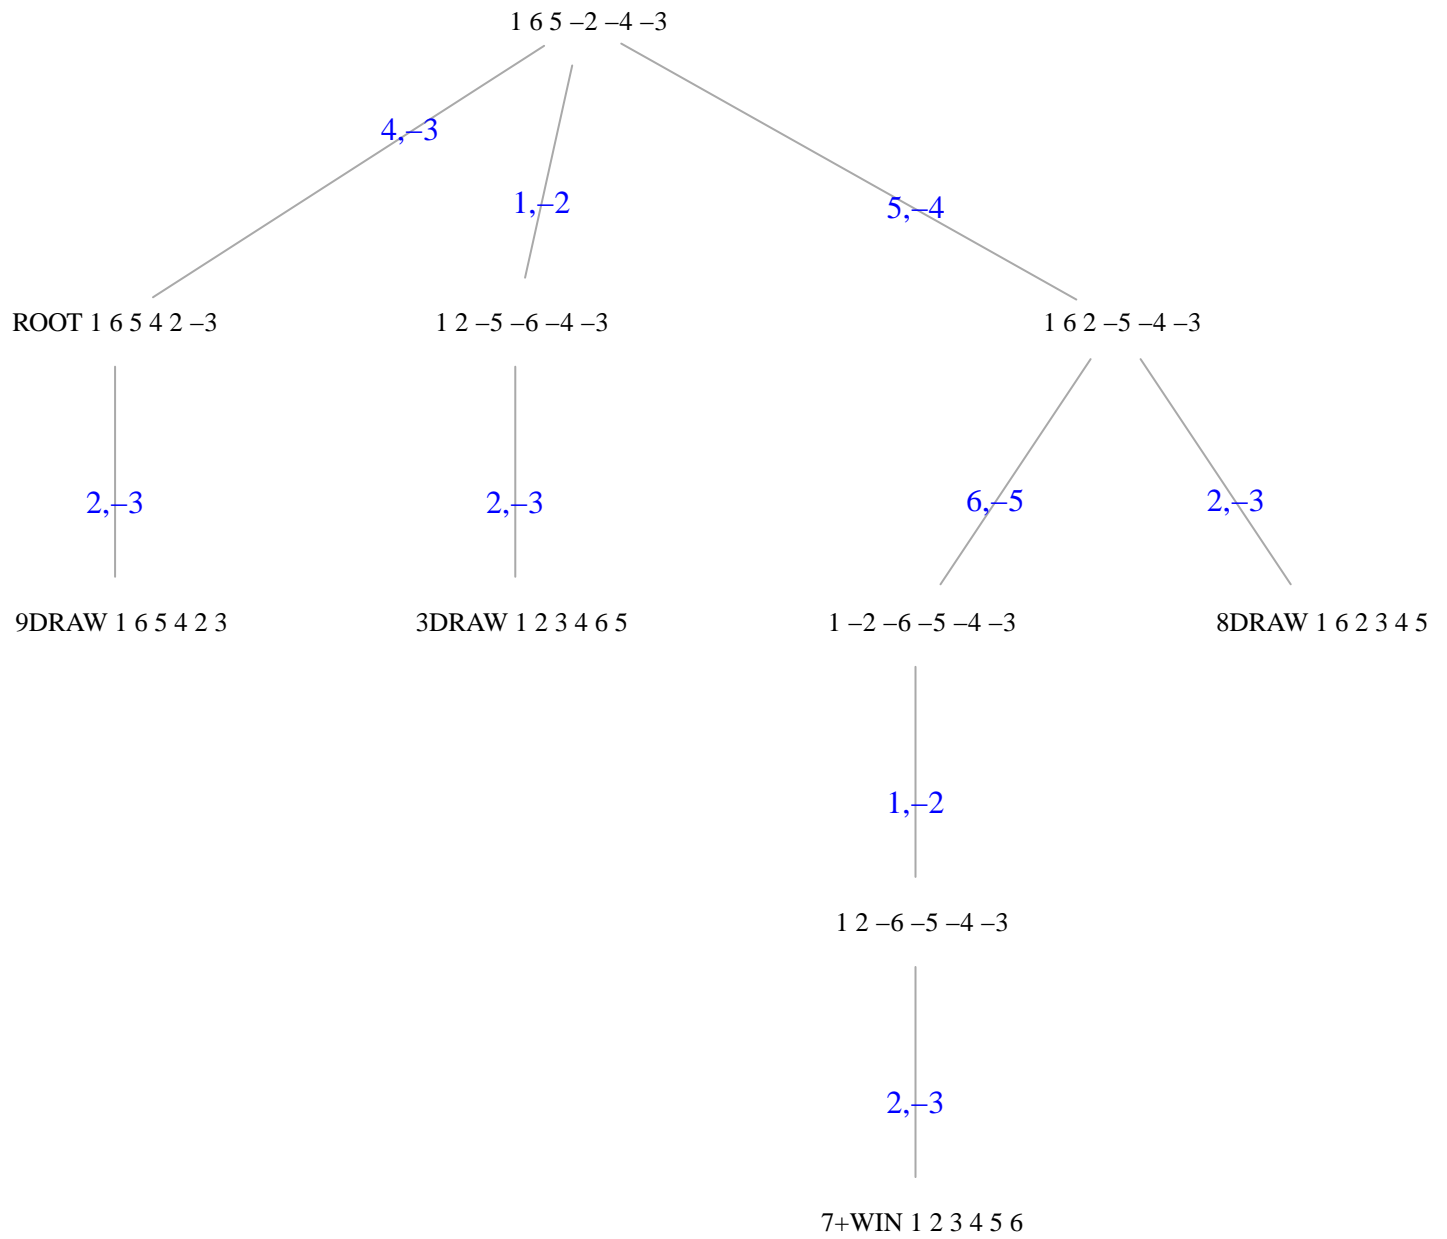 1 6 5 –2 –4 –3
4,–3
1,–2
5,–4
ROOT 1 6 5 4 2 –3
1 2 –5 –6 –4 –3
1 6 2 –5 –4 –3
2,–3
2,–3
6,–5
2,–3
9DRAW 1 6 5 4 2 3
3DRAW 1 2 3 4 6 5
1 –2 –6 –5 –4 –3
8DRAW 1 6 2 3 4 5
1,–2
1 2 –6 –5 –4 –3
2,–3
7+WIN 1 2 3 4 5 6